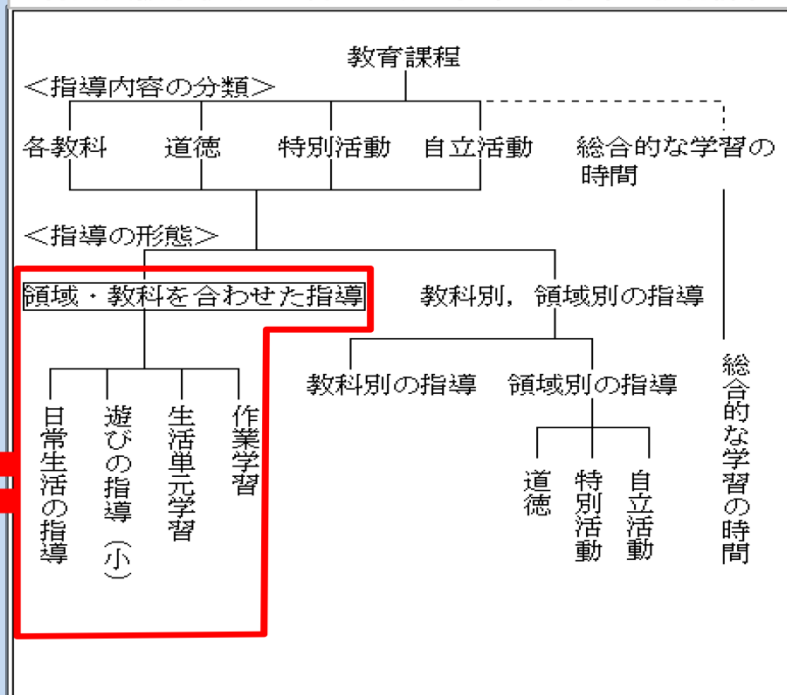 教育課程
<指導内容の分類>
各教科
道徳
特別活動
自立活動
総合的な学習の
時間
<指導の形態>
領域・教科を合わせた指導
教科別，領域別の指導
教科別の指導
領域別の指導
日常生活の指導
遊びの指導（小）
生活単元学習
作業学習
道徳
特別活動
自立活動
総合的な学習の時間